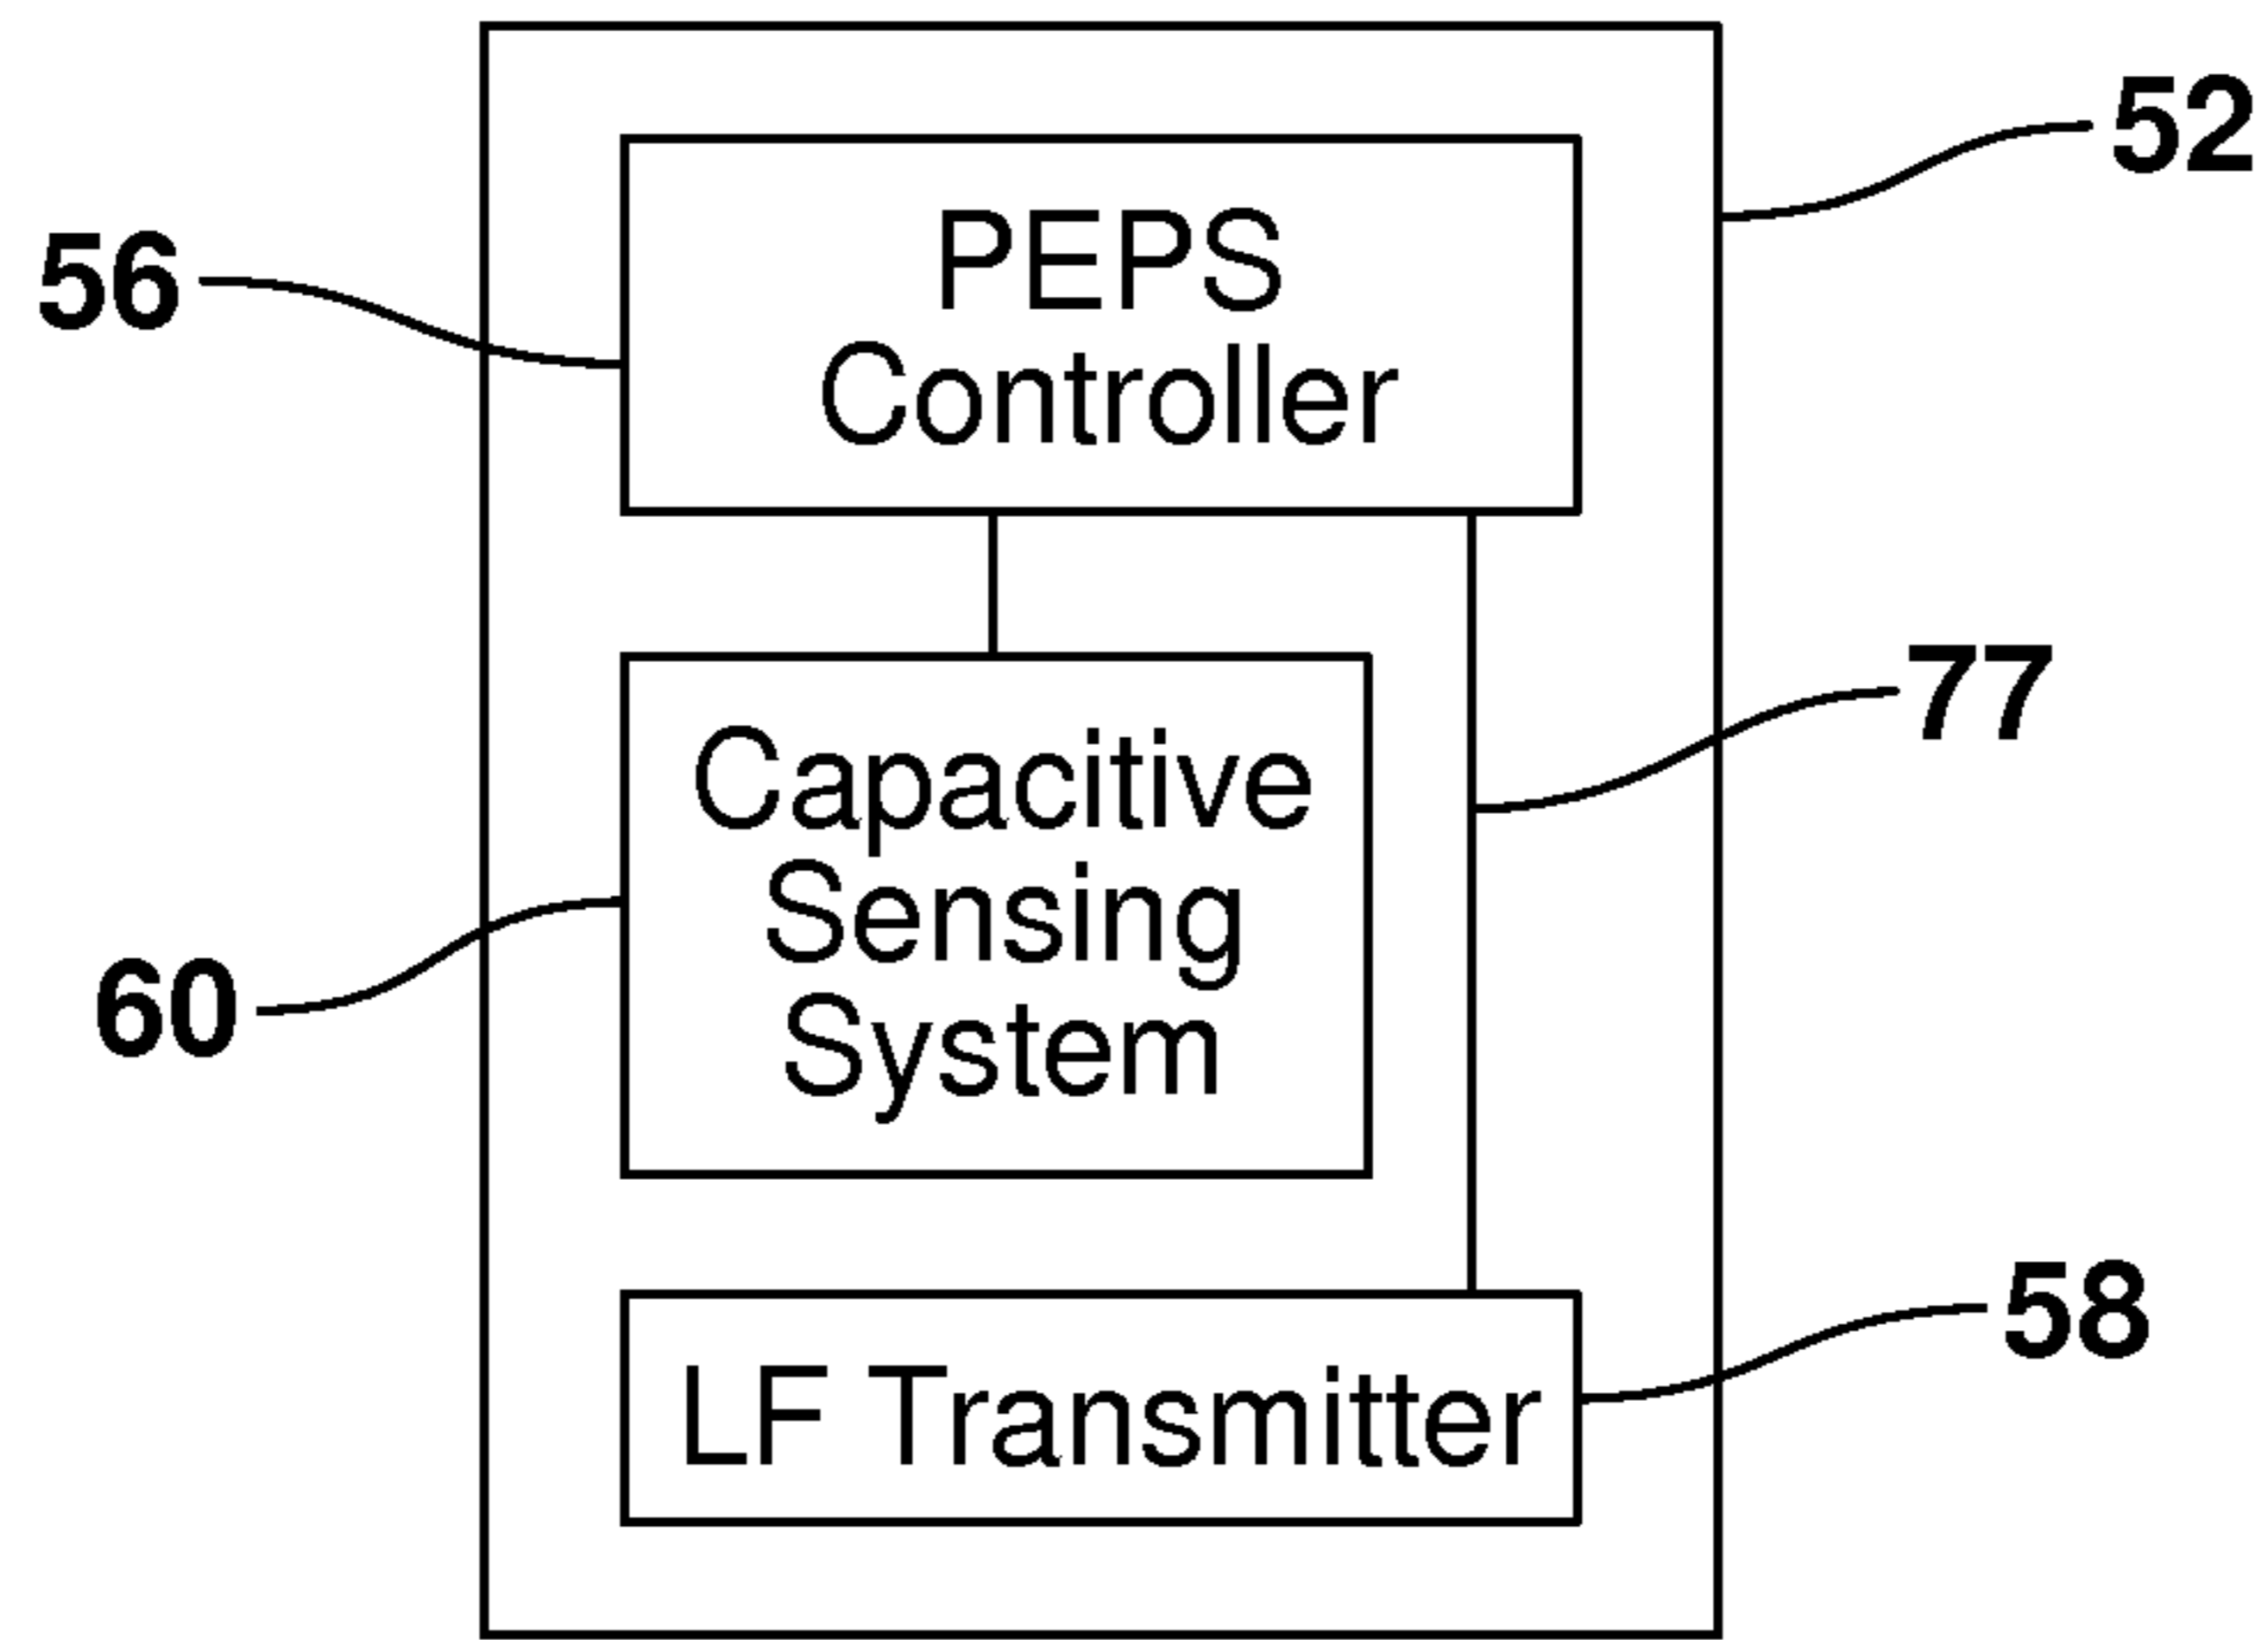 52
56
PEPS
Controller
77
Capacitive
Sensing
System
60
58
LF Transmitter